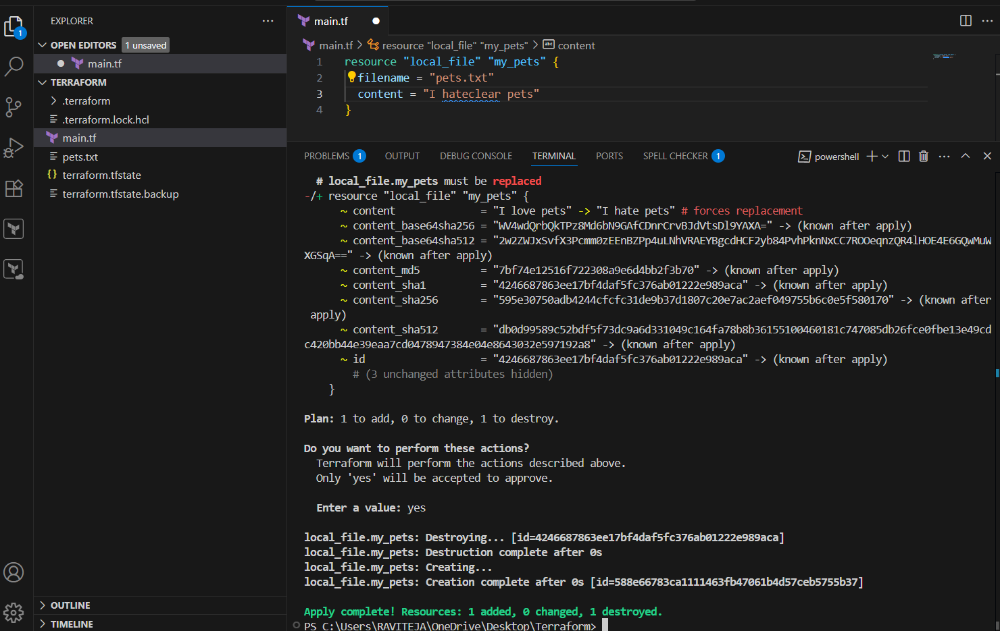 EXPLORER
OPEN EDITORS 1 unsaved
main.tf
TERRAFORM
.terraform
.terraform.lock.hcl
main.tf
pets.txt
terraform.tfstate
terraform.tfstate.backup
OUTLINE
TIMELINE
1
main.tf
main.tf > resource "local_file" "my_pets" > abc content
1 resource "local_file" "my_pets" {
2 filename = "pets.txt"
3 content = "I hateclear pets"
4 }
PROBLEMS 1 OUTPUT DEBUG CONSOLE TERMINAL PORTS SPELL CHECKER 1 powershell
# local_file.my_pets must be replaced
-/+ resource "local_file" "my_pets" {
~ content = "I love pets" -> "I hate pets" # forces replacement
~ content_base64sha256 = "WV4wdQrbQkTPz8Md6bN9GAfCDnrCrvBJdVtsDl9YAXA=" -> (known after apply)
~ content_base64sha512 = "2w2ZWJxSvfX3Pcmm0zEEnBZPp4uLNhVRAEYBgcdHCF2yb84PvhPknNxCC7ROOeqnzQR4lHOE4E6GQwMuW
XGSqA==" -> (known after apply)
~ content_md5 = "7bf74e12516f722308a9e6d4bb2f3b70" -> (known after apply)
~ content_sha1 = "4246687863ee17bf4daf5fc376ab01222e989aca" -> (known after apply)
~ content_sha256 = "595e30750adb4244cfcfc31de9b37d1807c20e7ac2aef049755b6c0e5f580170" -> (known after
apply)
~ content_sha512 = "db0d99589c52bdf5f73dc9a6d331049c164fa78b8b36155100460181c747085db26fce0fbe13e49cd
c420bb44e39eaa7cd0478947384e04e8643032e597192a8" -> (known after apply)
~ id = "4246687863ee17bf4daf5fc376ab01222e989aca" -> (known after apply)
# (3 unchanged attributes hidden)
}
Plan: 1 to add, 0 to change, 1 to destroy.
Do you want to perform these actions?
Terraform will perform the actions described above.
Only 'yes' will be accepted to approve.
Enter a value: yes
local_file.my_pets: Destroying... [id=4246687863ee17bf4daf5fc376ab01222e989aca]
local_file.my_pets: Destruction complete after 0s
local_file.my_pets: Creating...
local_file.my_pets: Creation complete after 0s [id=588e66783ca1111463fb47061b4d57ceb5755b37]
Apply complete! Resources: 1 added, 0 changed, 1 destroyed.
PS C:\Users\RAVITEJA\OneDrive\Desktop\Terraform>